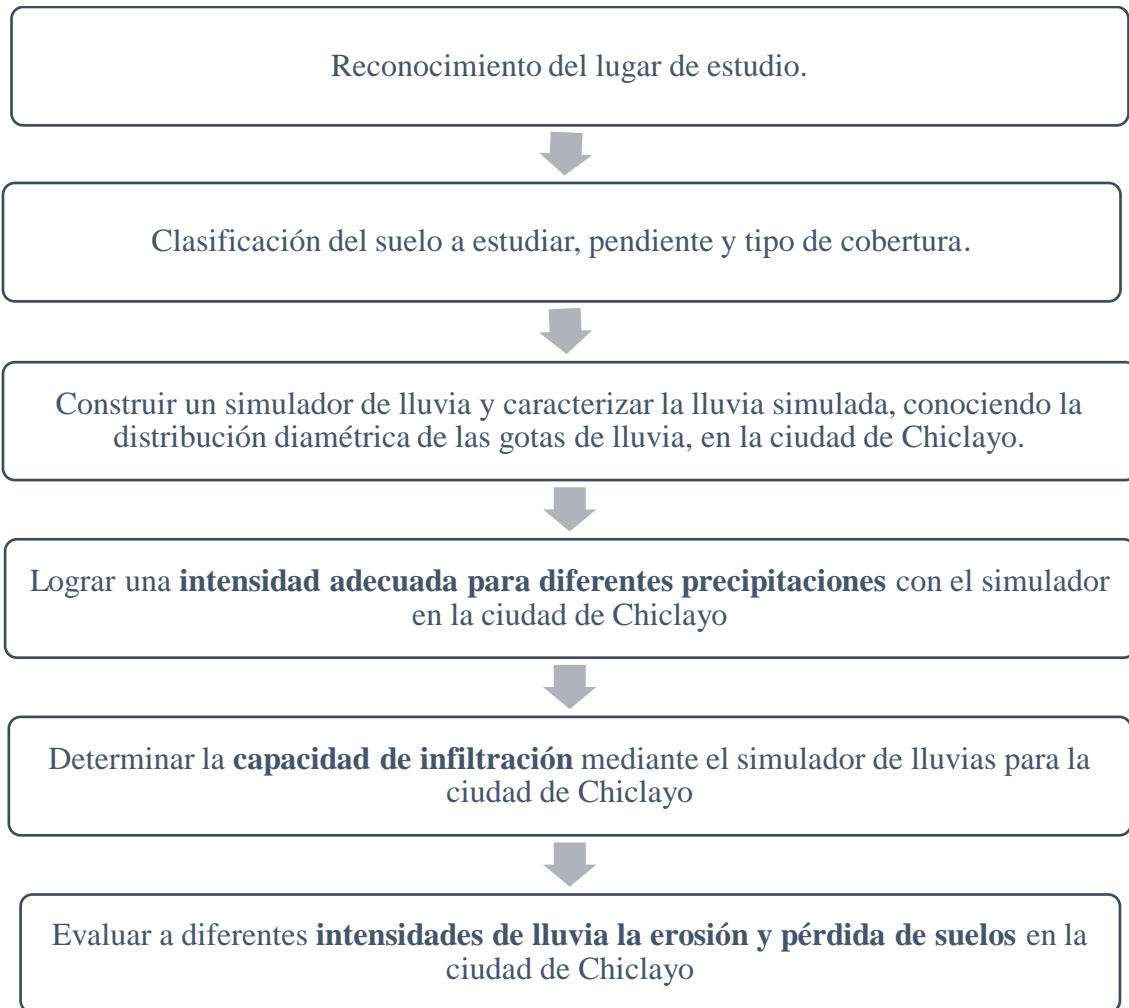 Reconocimiento del lugar de estudio.
Clasificación del suelo a estudiar, pendiente y tipo de cobertura.
Construir un simulador de lluvia y caracterizar la lluvia simulada, conociendo la
distribución diamétrica de las gotas de lluvia, en la ciudad de Chiclayo.
Lograr una intensidad adecuada para diferentes precipitaciones con el simulador
en la ciudad de Chiclayo
Determinar la capacidad de infiltración mediante el simulador de lluvias para la
ciudad de Chiclayo
Evaluar a diferentes intensidades de lluvia la erosión y pérdida de suelos en la
ciudad de Chiclayo